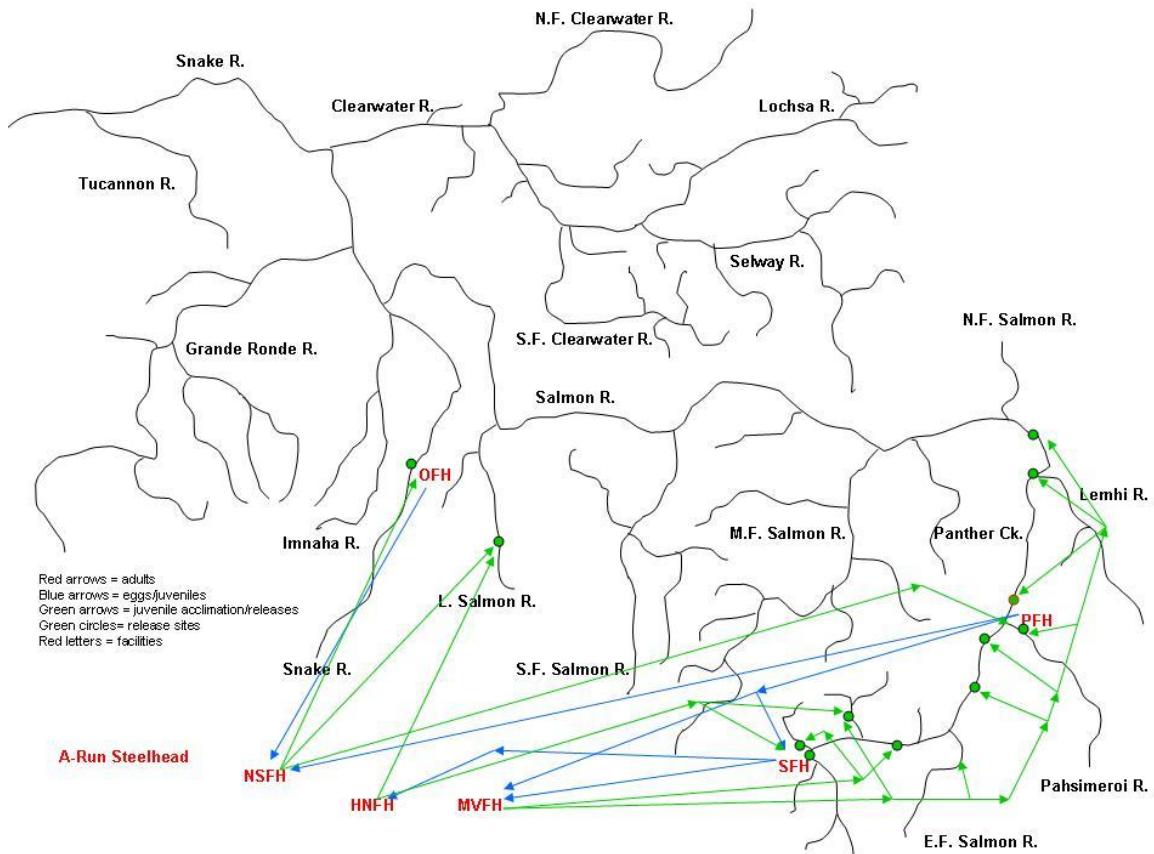 N.F. Clearwater R.
Snake R.
Clearwater R.
Lochsa R.
Tucannon R.
Selway R.
N.F. Salmon R.
S.F. Clearwater R.
Grande Ronde R.
Salmon R.
OFH
Lemhi R.
Imnaha R.
M.F. Salmon R.
Panther Ck.
Red arrows = adults
Blue arrows = eggs/juveniles
Green arrows = juvenile acclimation/releases
Green circles= release sites
Red letters = facilities
L. Salmon R.
PFH
Snake R.
S.F. Salmon R.
A-Run Steelhead
NSFH
SFH
HNFH
MVFH
Pahsimeroi R.
E.F. Salmon R.